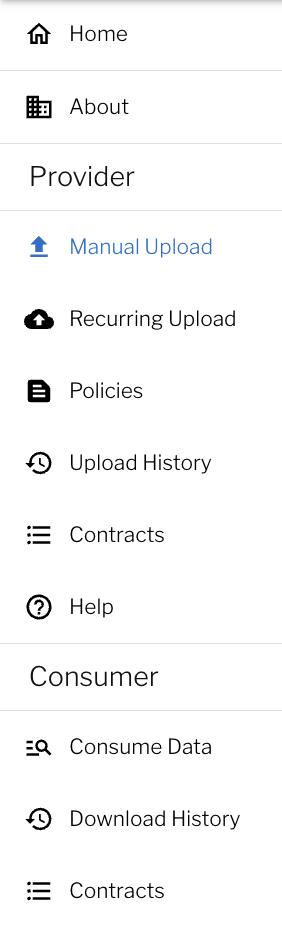 Home
About
Provider
Manual Upload
Recurring Upload
Policies
Upload History
Contracts
Help
Consumer
Consume Data
Download History
Contracts